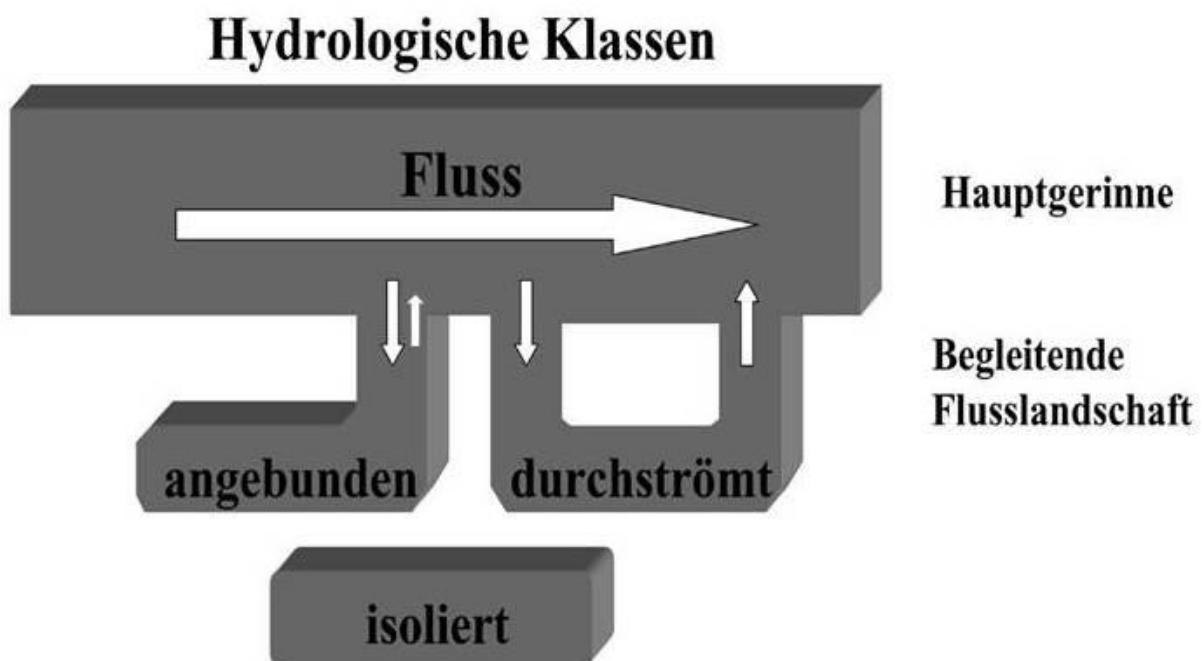 Hydrologische Klassen
Fluss
Hauptgerinne
Begleitende
Flusslandschaft
angebunden
durchströmt
isoliert